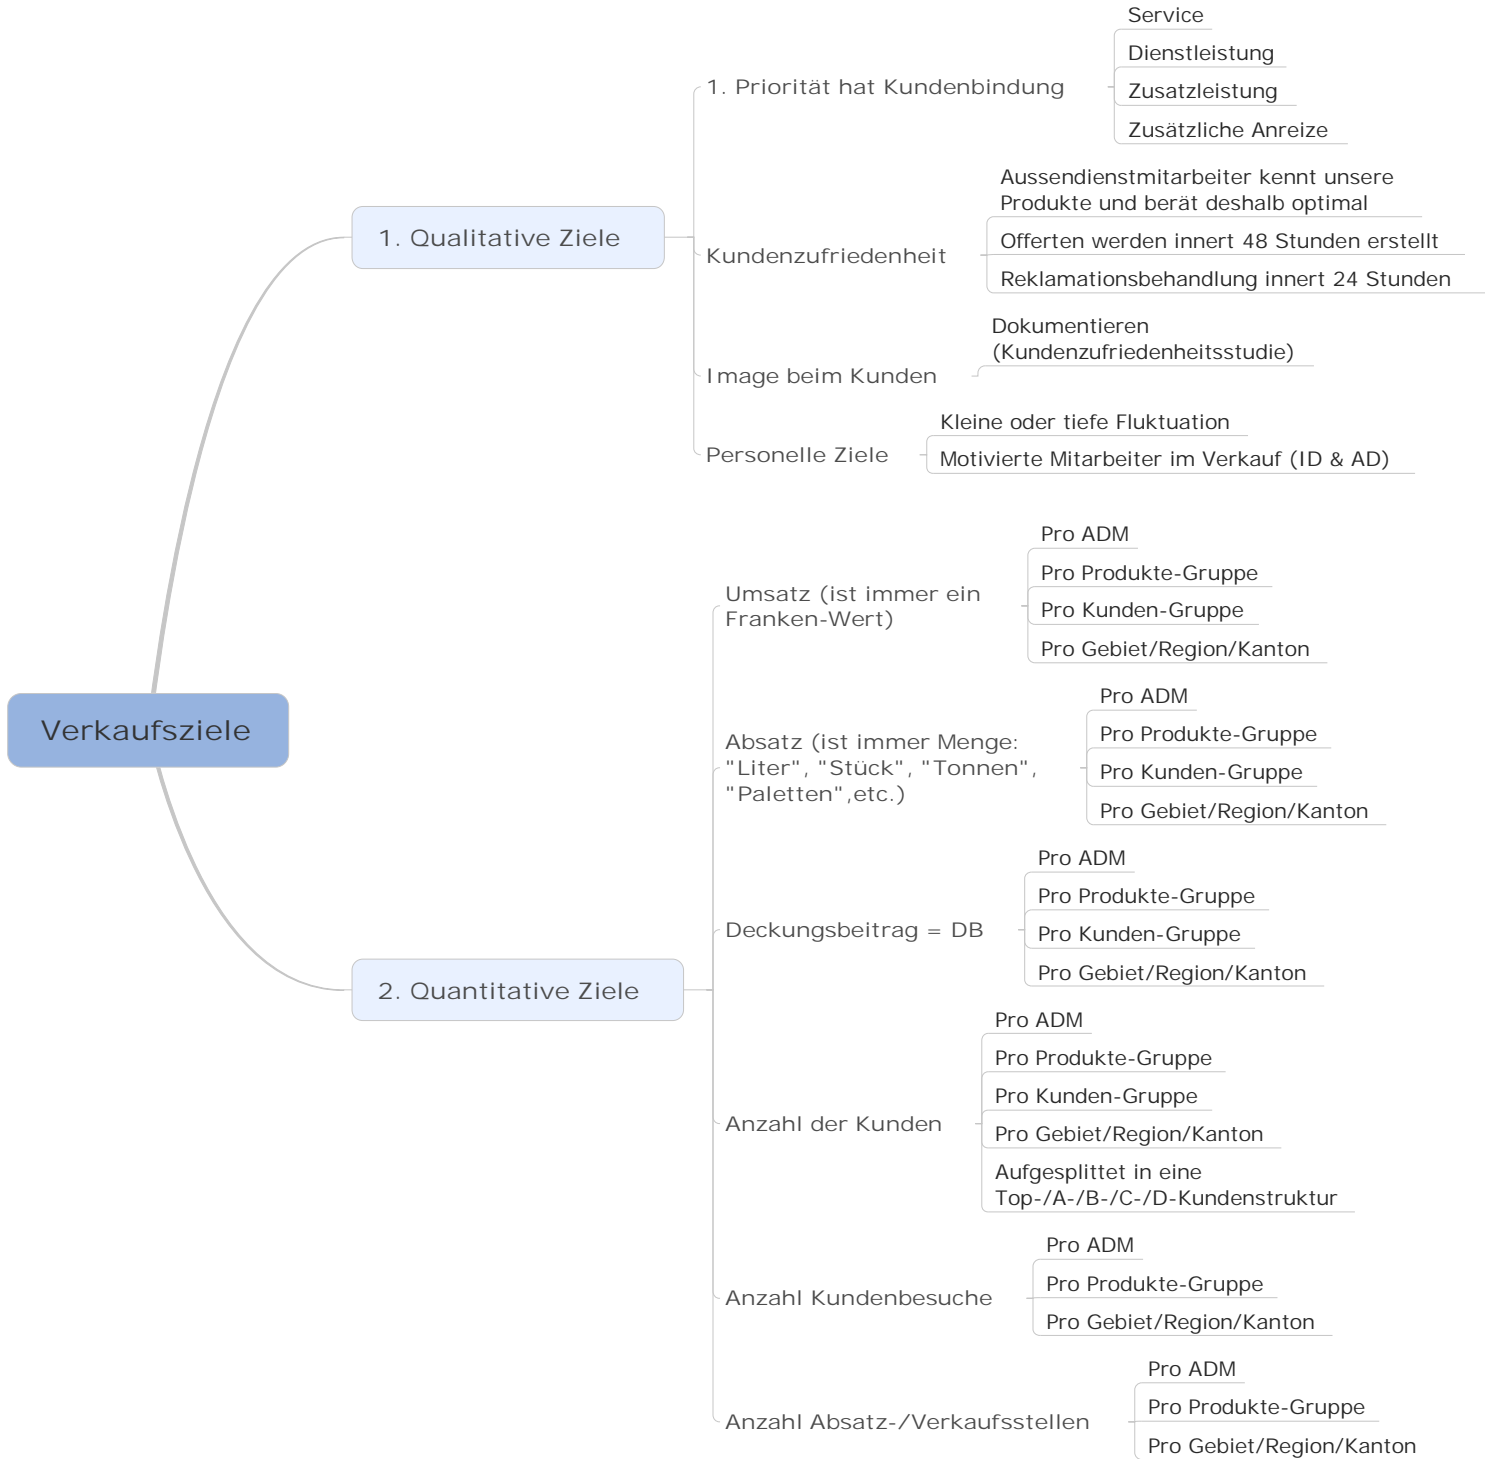 Verkaufsziele
1. Qualitative Ziele
1. Priorität hat Kundenbindung
Service
Dienstleistung
Zusatzleistung
Zusätzliche Anreize
Kundenzufriedenheit
Aussendienstmitarbeiter kennt unsere
Produkte und berät deshalb optimal
Offerten werden innert 48 Stunden erstellt
Reklamationsbehandlung innert 24 Stunden
Image beim Kunden
Dokumentieren
(Kundenzufriedenheitsstudie)
Personelle Ziele
Kleine oder tiefe Fluktuation
Motivierte Mitarbeiter im Verkauf (ID & AD)
2. Quantitative Ziele
Umsatz (ist immer ein
Franken-Wert)
Pro ADM
Pro Produkte-Gruppe
Pro Kunden-Gruppe
Pro Gebiet/Region/Kanton
Absatz (ist immer Menge:
"Liter", "Stück", "Tonnen",
"Paletten",etc.)
Pro ADM
Pro Produkte-Gruppe
Pro Kunden-Gruppe
Pro Gebiet/Region/Kanton
Deckungsbeitrag = DB
Pro ADM
Pro Produkte-Gruppe
Pro Kunden-Gruppe
Pro Gebiet/Region/Kanton
Anzahl der Kunden
Pro ADM
Pro Produkte-Gruppe
Pro Kunden-Gruppe
Pro Gebiet/Region/Kanton
Aufgesplittet in eine
Top-/A-/B-/C-/D-Kundenstruktur
Anzahl Kundenbesuche
Pro ADM
Pro Produkte-Gruppe
Pro Gebiet/Region/Kanton
Anzahl Absatz-/Verkaufsstellen
Pro ADM
Pro Produkte-Gruppe
Pro Gebiet/Region/Kanton